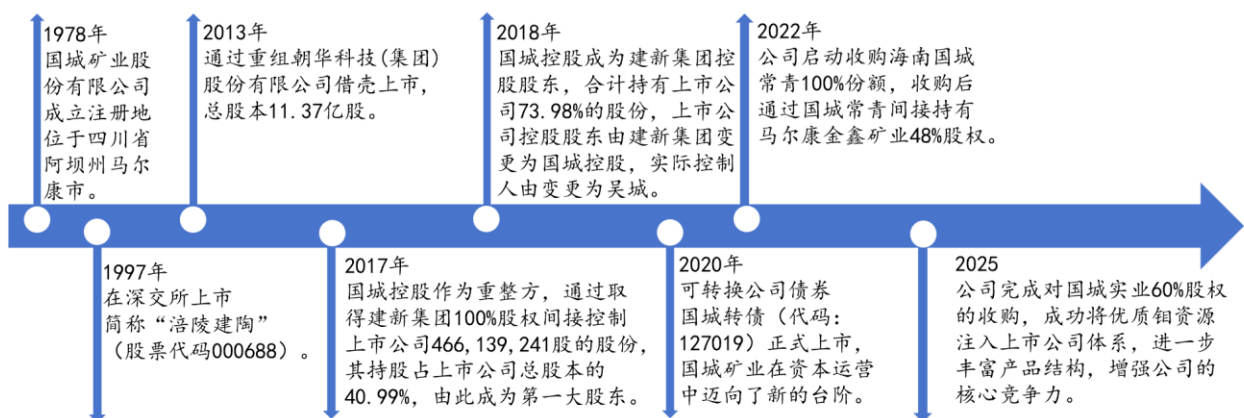 1978年
国城矿业股
份有限公司
成立注册地
位于四川省
阿坝州马尔
康市。
2013年
通过重组朝华科技(集团)
股份有限公司借壳上市，
总股本11.37亿股。
2018年
国城控股成为建新集团控
股股东，合计持有上市公
司73.98%的股份，上市公
司控股股东由建新集团变
更为国城控股，实际控制
人由变更为吴城。
2022年
公司启动收购海南国城
常青100%份额，收购后
通过国城常青间接持有
马尔康金鑫矿业48%股权。
1997年
在深交所上市
简称“涪陵建陶”
（股票代码000688）。
2017年
国城控股作为重整方，通过取
得建新集团100%股权间接控制
上市公司466,139,241股的股份，
其持股占上市公司总股本的
40.99%，由此成为第一大股东。
2020年
可转换公司债券
国城转债（代码：
127019）正式上市，
国城矿业在资本运营
中迈向了新的台阶。
2025
公司完成对国城实业60%股权
的收购，成功将优质钼资源
注入上市公司体系，进一步
丰富产品结构，增强公司的
核心竞争力。